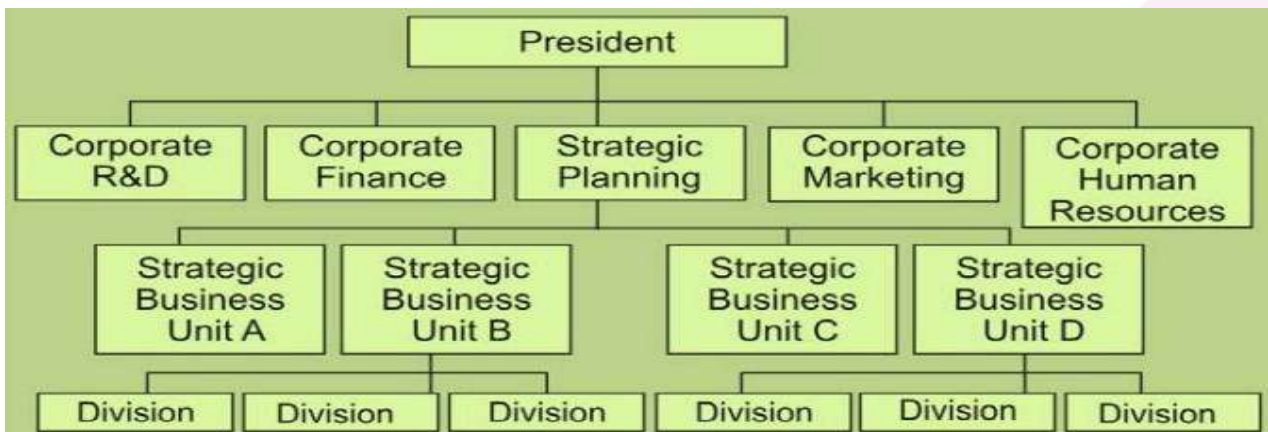 President
Corporate
R&D
Corporate
Finance
Strategic
Planning
Corporate
Marketing
Corporate
Human
Resources
Strategic
Business
Unit A
Strategic
Business
Unit B
Strategic
Business
Unit C
Strategic
Business
Unit D
Division
Division
Division
Division
Division
Division